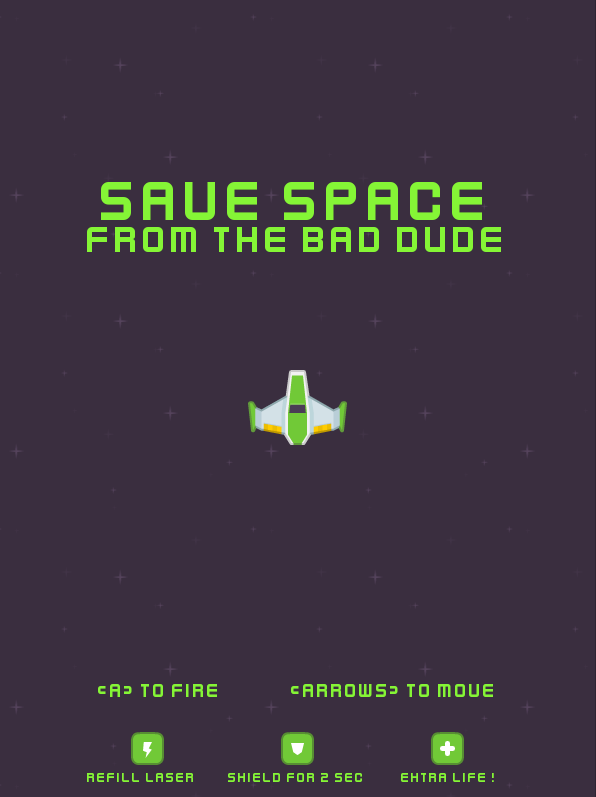 SAVE SPACE
FROM THE BAD DUDE
<A> TO FIRE
<ARROWS> TO MOVE
REFILL LASER
SHIELD FOR 2 SEC
EXTRA LIFE !